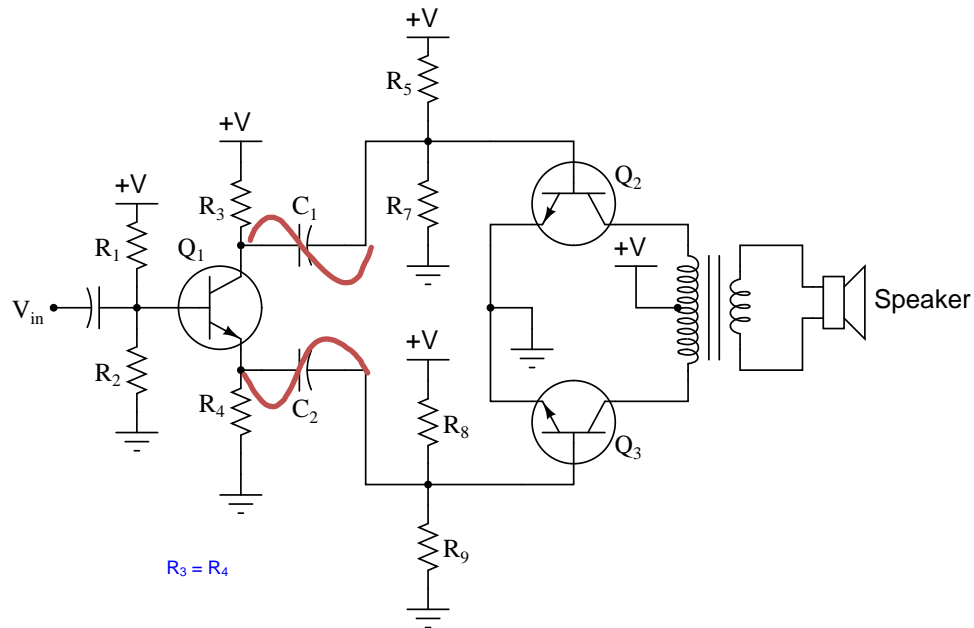 +V
R5
+V
R3
C1
R7
Q2
+V
R1
Q1
+V
Vin
Speaker
R2
+V
R4
C2
R8
Q3
R9
R3 = R4